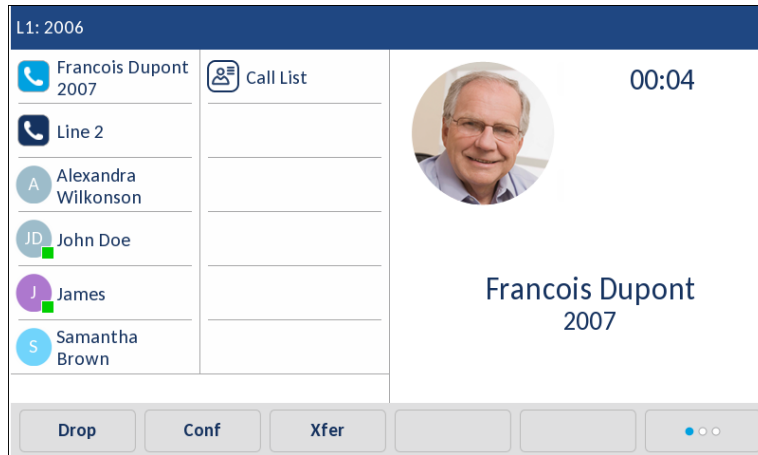 L1: 2006
Francois Dupont
2007
Line 2
A
Alexandra
Wilkonson
JD
John Doe
J
James
S
Samantha
Brown
Call List
00:04
Francois Dupont
2007
Drop
Conf
Xfer